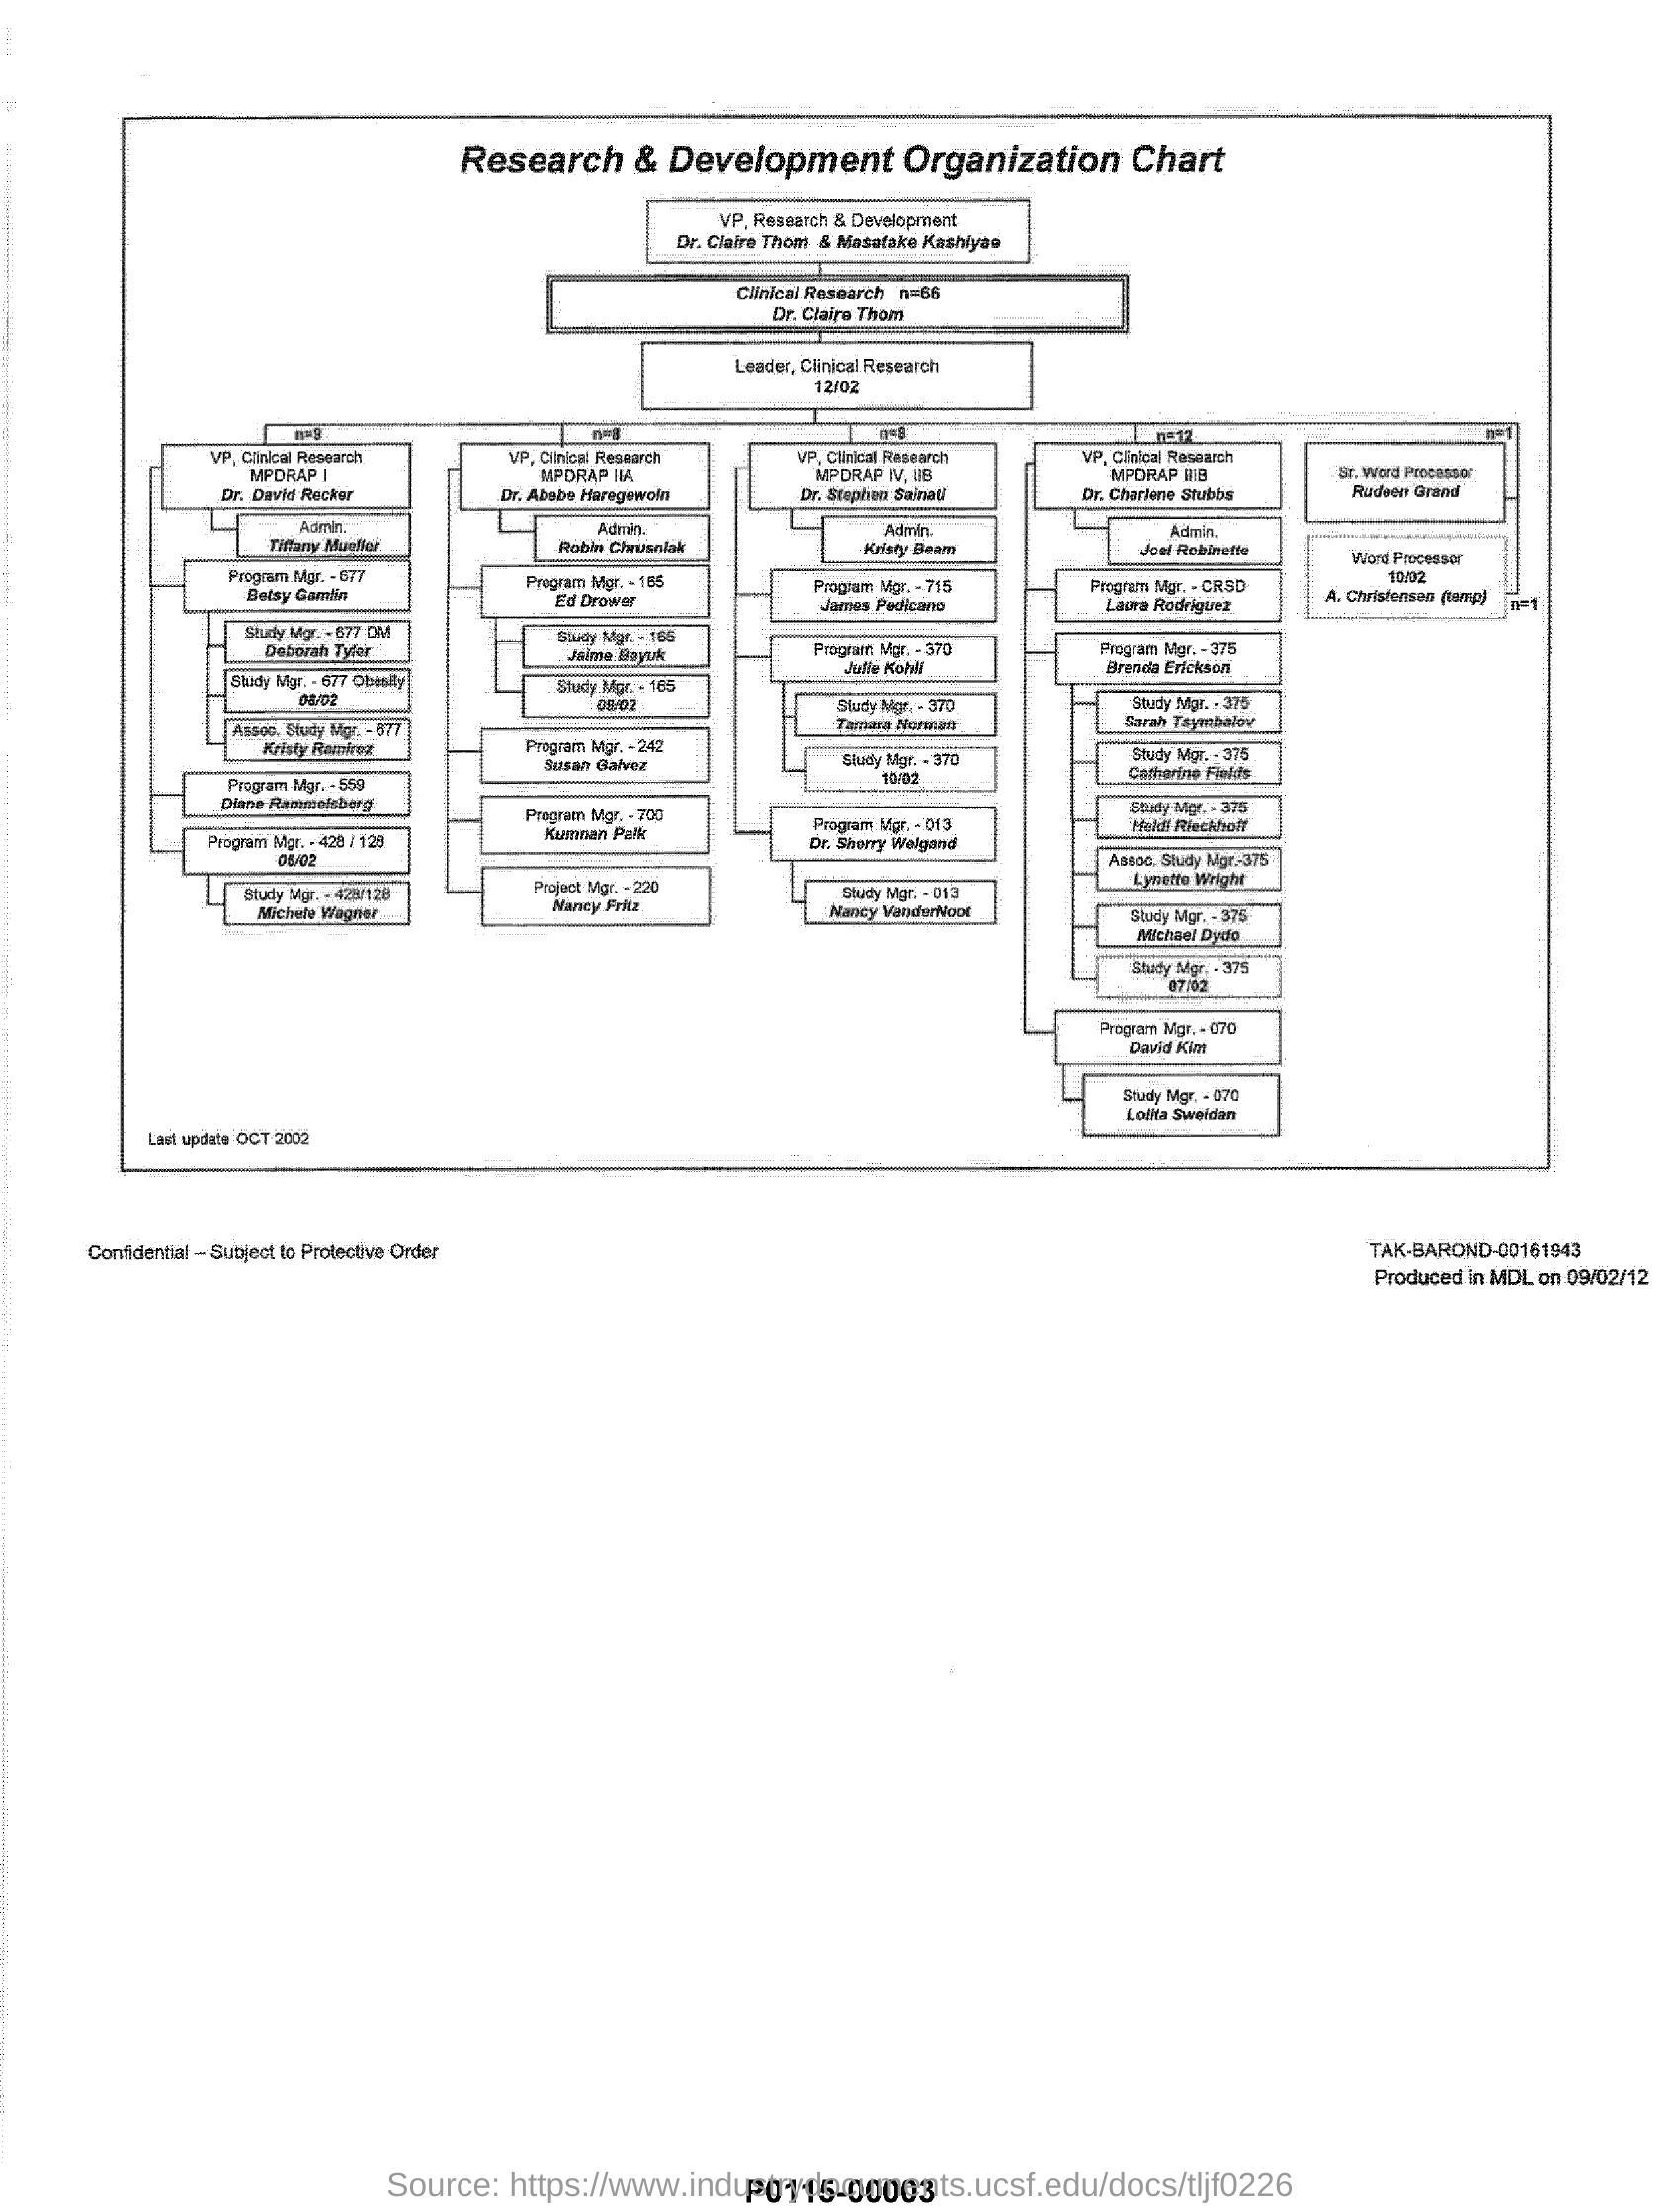 Research & Development Organization Chart
VP, Research & Development
Dr. Claire Thom & Masatake Kashiyae
Clinical Research n=66
Dr. Claire Thom
Leader, Clinical Research
12/02
n=9
VP, Clinical Research
MPDRAP I
Dr. David Recker
Admin.
Tiffany Mueller
Program Mgr. - 677
Betsy Gamlin
Study Mgr. - 677 DM
Deborah Tyler
Study Mgr. - 677 Obesity
Assoc. Study Mgr. - 677
Kristy Ramirez
Program Mgr. - 559
Diane Rammelsberg
Program Mgr. - 428 / 128
Study Mgr. - 428/128
Michele Wagner
n=8
VP, Clinical Research
MPDRAP IIA
Dr. Abebe Haregewoin
Admin.
Robin Chrusniak
Program Mgr. - 165
Ed Drower
Study Mgr. - 165
Jaime Bayuk
Study Mgr. - 165
Program Mgr. - 242
Susan Galvez
Program Mgr. - 700
Kumnan Paik
Project Mgr. - 220
Nancy Fritz
VP, Clinical Research
MPDRAP IV, IIB
Dr. Stephen Sainati
Admin.
Kristy Beam
Program Mgr. - 715
James Pedicano
Program Mgr. - 370
Julie Kohli
Study Mgr. - 370
Tamara Norman
Study Mgr. - 370
10/02
Program Mgr. - 013
Dr. Sherry Weigand
Study Mgr. - 013
Nancy VanderNoot
n=12
VP, Clinical Research
MPDRAP IIIB
Dr. Charlene Stubbs
Admin.
Joel Robinette
Program Mgr. - CRSD
Laura Rodriguez
Program Mgr. - 375
Brenda Erickson
Study Mgr. - 375
Sarah Tsymbalov
Study Mgr. - 375
Catherine Fields
Study Mgr. - 375
Heidi Rieckhoff
Assoc. Study Mgr.-375
Lynette Wright
Study Mgr. - 375
Michael Dydo
Study Mgr. - 375
07/02
Program Mgr. - 070
David Kim
Study Mgr. - 070
Lolita Sweidan
n=1
Sr. Word Processor
Rudeen Grand
Word Processor
10/02
A. Christensen (temp)
n=1
Last update OCT 2002
Confidential – Subject to Protective Order
TAK-BAROND-00161943
Produced in MDL on 09/02/12
Source: https://www.industrydocuments.ucsf.edu/docs/tljf0226
P0115-00063